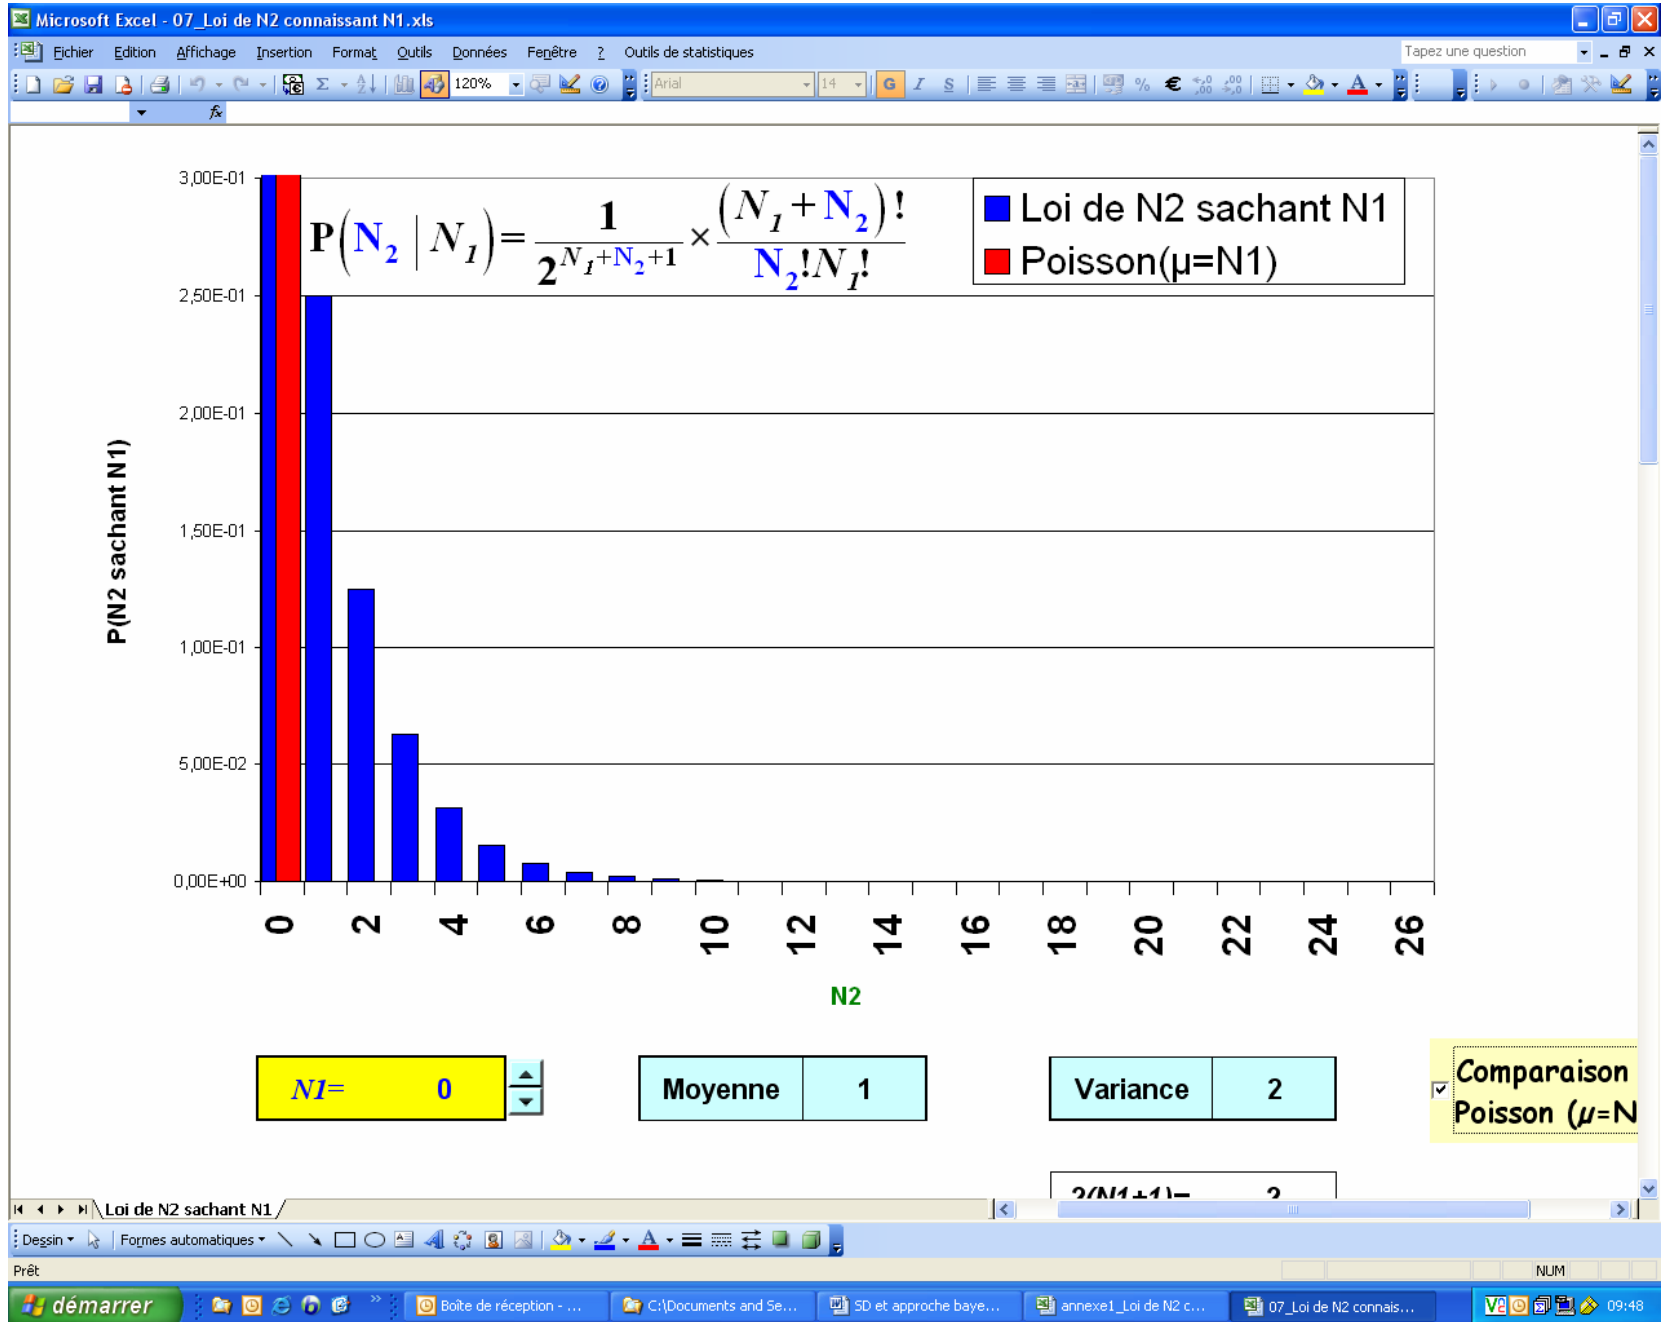 Microsoft Excel - 07_Loi de N2 connaissant N1.xls
Fichier Edition Affichage Insertion Format Outils Données Fenêtre ? Outils de statistiques Tapez une question
120% Arial 14 G I S % €
fx
3,00E-01
2,50E-01
2,00E-01
1,50E-01
1,00E-01
5,00E-02
0,00E+00
P(N2 sachant N1)
P(N₂ | N₁) = 1 / 2^(N₁+N₂+1) × (N₁+N₂)! / N₂!N₁!
Loi de N2 sachant N1
Poisson(µ=N1)
0 2 4 6 8 10 12 14 16 18 20 22 24 26
N2
N1= 0
Moyenne 1
Variance 2
Comparaison
Poisson (µ=N
2(N1+1)= 2
Loi de N2 sachant N1
Dessin Formes automatiques
Prêt NUM
démarrer Boîte de réception - ... C:\Documents and Se... SD et approche baye... annexe1_Loi de N2 c... 07_Loi de N2 connais... 09:48